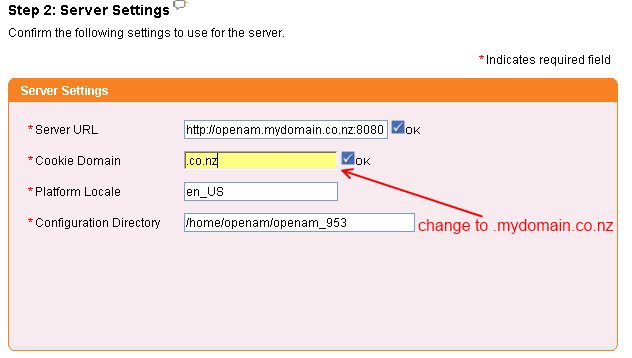 Step 2: Server Settings
Confirm the following settings to use for the server.
* Indicates required field
Server Settings
* Server URL http://openam.mydomain.co.nz:8080 OK
* Cookie Domain .co.nz OK
* Platform Locale en_US
* Configuration Directory /home/openam/openam_953 change to .mydomain.co.nz